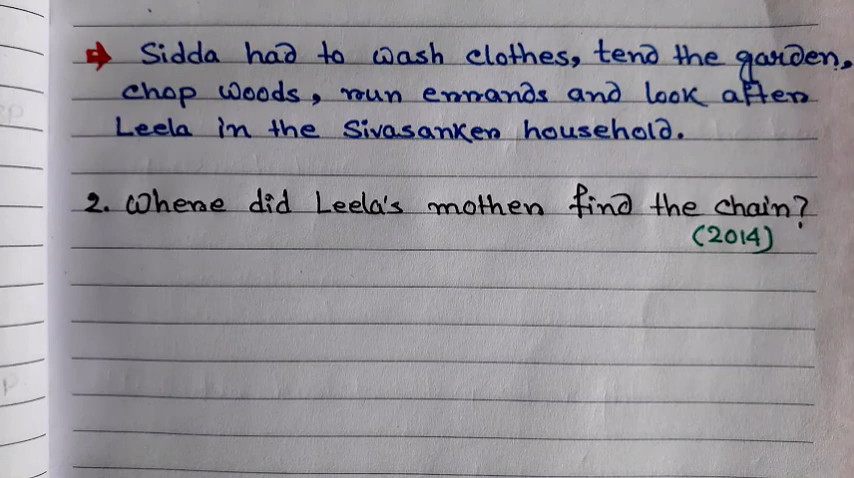 ⇒ Sidda had to wash clothes, tend the garden,
chop woods, run errands and look after
Leela in the Sivasanker household.
2. Where did Leela's mother find the chain?
(2014)